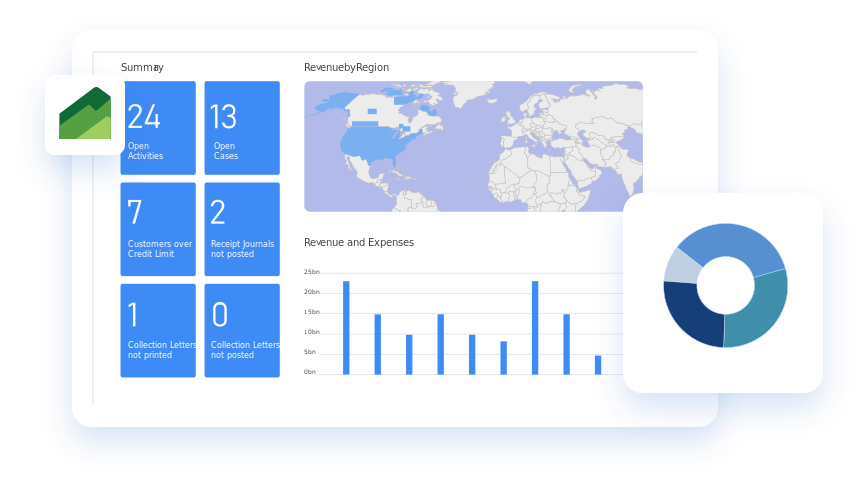 Summary
RevenuebyRegion
24
Open
Activities
13
Open
Cases
7
Customers over
Credit Limit
2
Receipt Journals
not posted
1
Collection Letters
not printed
0
Collection Letters
not posted
Revenue and Expenses
25bn
20bn
15bn
10bn
5bn
0bn